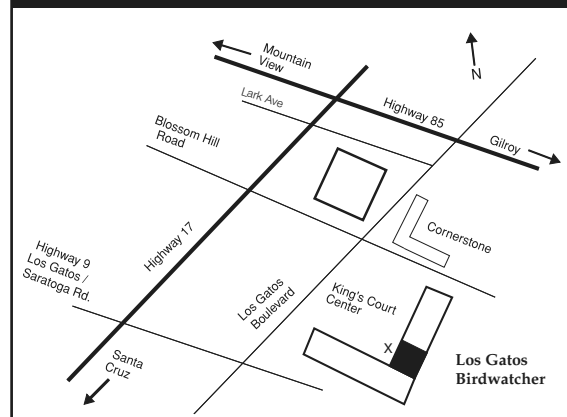 Mountain
View
N
Lark Ave
Highway 85
Gilroy
Blossom Hill
Road
Cornerstone
Highway 17
Highway 9
Los Gatos /
Saratoga Rd.
Los Gatos
Boulevard
King's Court
Center
X
Los Gatos
Birdwatcher
Santa
Cruz